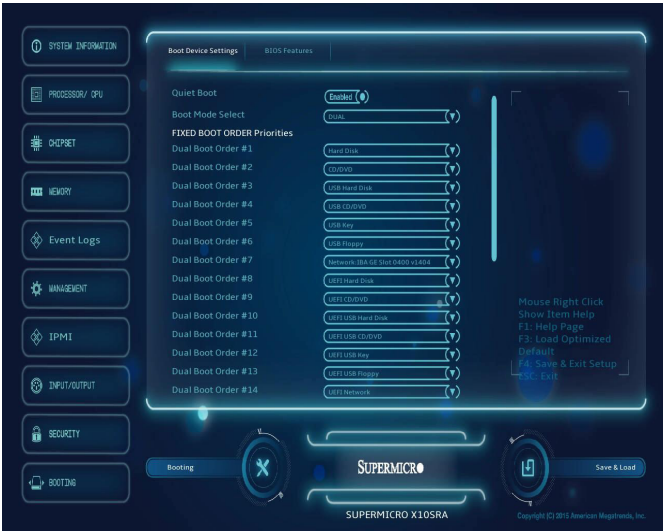 SYSTEM INFORMATION
PROCESSOR/ CPU
CHIPSET
MEMORY
Event Logs
MANAGEMENT
IPMI
INPUT/OUTPUT
SECURITY
BOOTING
Boot Device Settings
BIOS Features
Quiet Boot Enabled
Boot Mode Select DUAL
FIXED BOOT ORDER Priorities
Dual Boot Order #1 Hard Disk
Dual Boot Order #2 CD/DVD
Dual Boot Order #3 USB Hard Disk
Dual Boot Order #4 USB CD/DVD
Dual Boot Order #5 USB Key
Dual Boot Order #6 USB Floppy
Dual Boot Order #7 Network:IBA GE Slot 0400 v1404
Dual Boot Order #8 UEFI Hard Disk
Dual Boot Order #9 UEFI CD/DVD
Dual Boot Order #10 UEFI USB Hard Disk
Dual Boot Order #11 UEFI USB CD/DVD
Dual Boot Order #12 UEFI USB Key
Dual Boot Order #13 UEFI USB Floppy
Dual Boot Order #14 UEFI Network
Mouse Right Click
Show Item Help
F1: Help Page
F3: Load Optimized
Default
F4: Save & Exit Setup
ESC: Exit
Booting
SUPERMICRO
Save & Load
SUPERMICRO X10SRA
Copyright (C) 2015 American Megatrends, Inc.